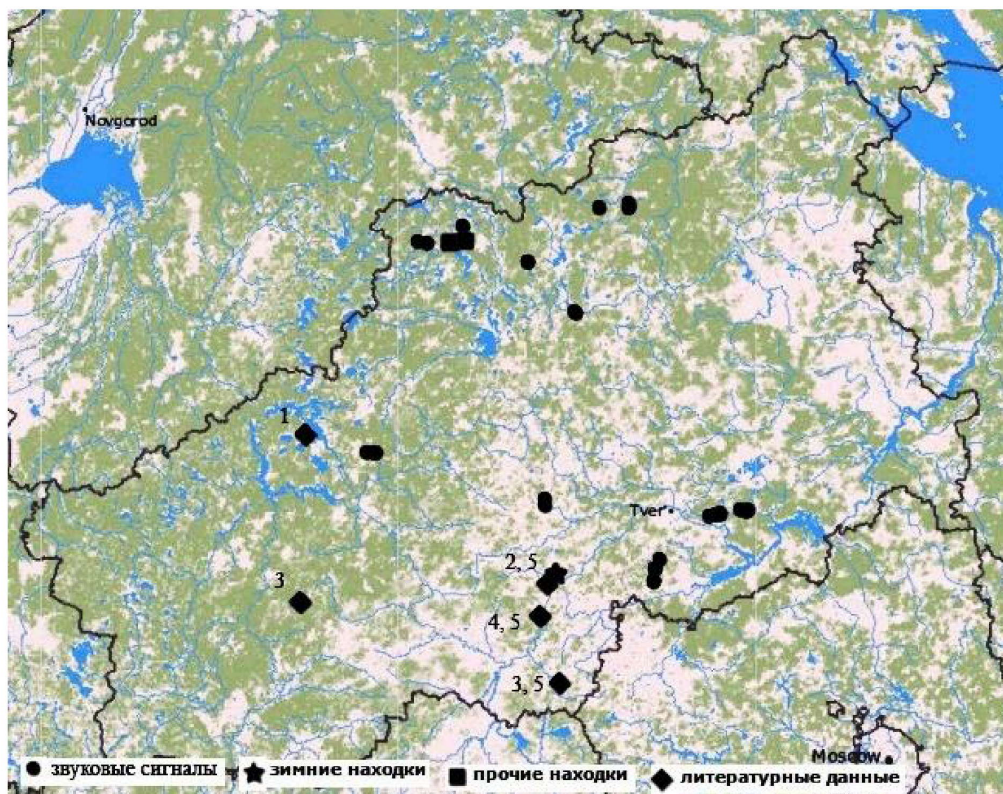 Novgorod
1
Tver
2, 5
3
4, 5
3, 5
Moscow
звуковые сигналы
зимние находки
прочие находки
литературные данные